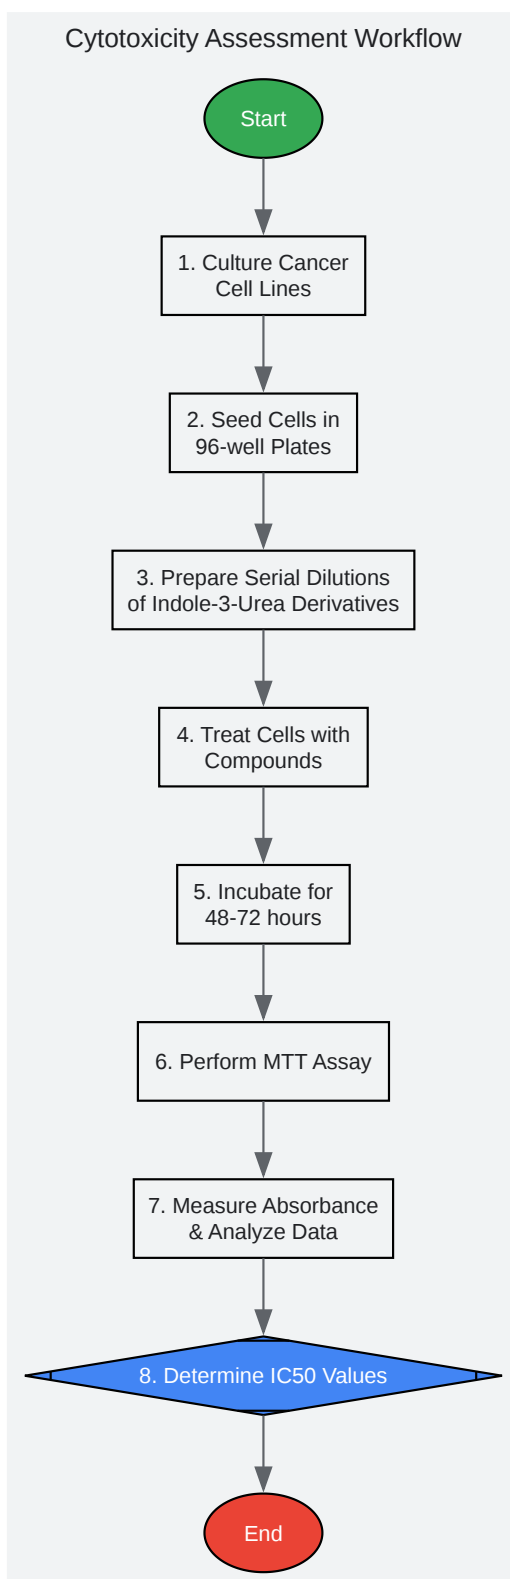 Cytotoxicity Assessment Workflow
Start
1. Culture Cancer
Cell Lines
2. Seed Cells in
96-well Plates
3. Prepare Serial Dilutions
of Indole-3-Urea Derivatives
4. Treat Cells with
Compounds
5. Incubate for
48-72 hours
6. Perform MTT Assay
7. Measure Absorbance
& Analyze Data
8. Determine IC50 Values
End